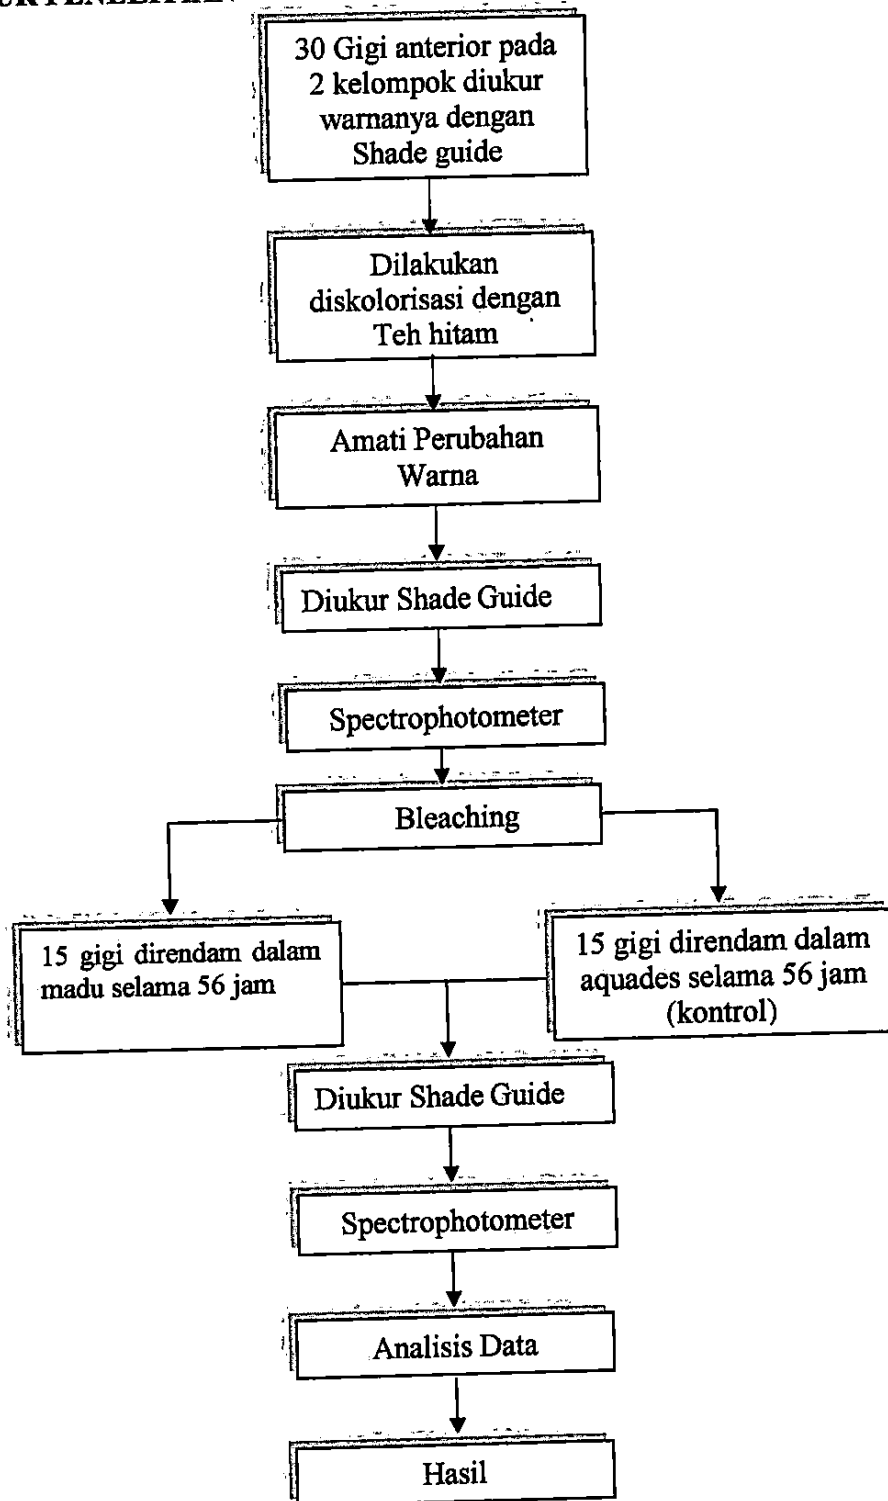 30 Gigi anterior pada
2 kelompok diukur
warnanya dengan
Shade guide
Dilakukan
diskolorisasi dengan
Teh hitam
Amati Perubahan
Warna
Diukur Shade Guide
Spectrophotometer
Bleaching
15 gigi direndam dalam
madu selama 56 jam
15 gigi direndam dalam
aquades selama 56 jam
(kontrol)
Diukur Shade Guide
Spectrophotometer
Analisis Data
Hasil